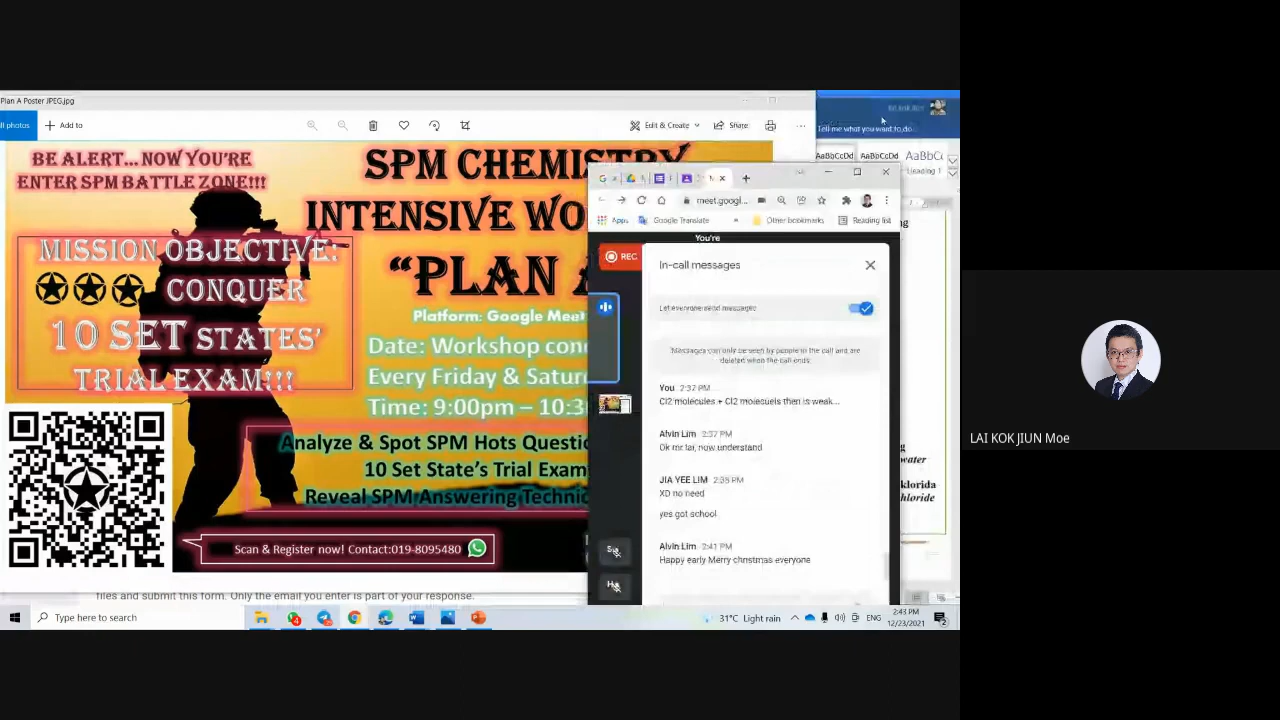 Plan A Poster JPEG.jpg
ll photos
Add to
Edit & Create
Share
BE ALERT... NOW YOU'RE
ENTER SPM BATTLE ZONE!!!
MISSION OBJECTIVE:
CONQUER
10 SET STATES'
TRIAL EXAM!!!
SPM CHEMISTRY
INTENSIVE WO
"PLAN A
Platform: Google Meet
Date: Workshop con
Every Friday & Satur
Time: 9:00pm – 10:3
Analyze & Spot SPM Hots Questio
10 Set State's Trial Exam
Reveal SPM Answering Techniq
Scan & Register now! Contact:019-8095480
files and submit this form. Only the email you enter is part of your response.
Tell me what you want to do...
AaBbCcDd
AaBbCcDd
AaBbCc
Heading 1
meet.googl...
Apps
Google Translate
»
Other bookmarks
Reading list
You're
REC
In-call messages
Let everyone send messages
Messages can only be seen by people in the call and are
deleted when the call ends
You 2:37 PM
Cl2 molecules + Cl2 molecuels then is weak...
Alvin Lim 2:37 PM
Ok mr lai, now understand
JIA YEE LIM 2:38 PM
XD no need
yes got school
Alvin Lim 2:41 PM
Happy early Merry christmas everyone
water
klorida
hloride
Type here to search
31°C Light rain
ENG
2:43 PM
12/23/2021
LAI KOK JIUN Moe